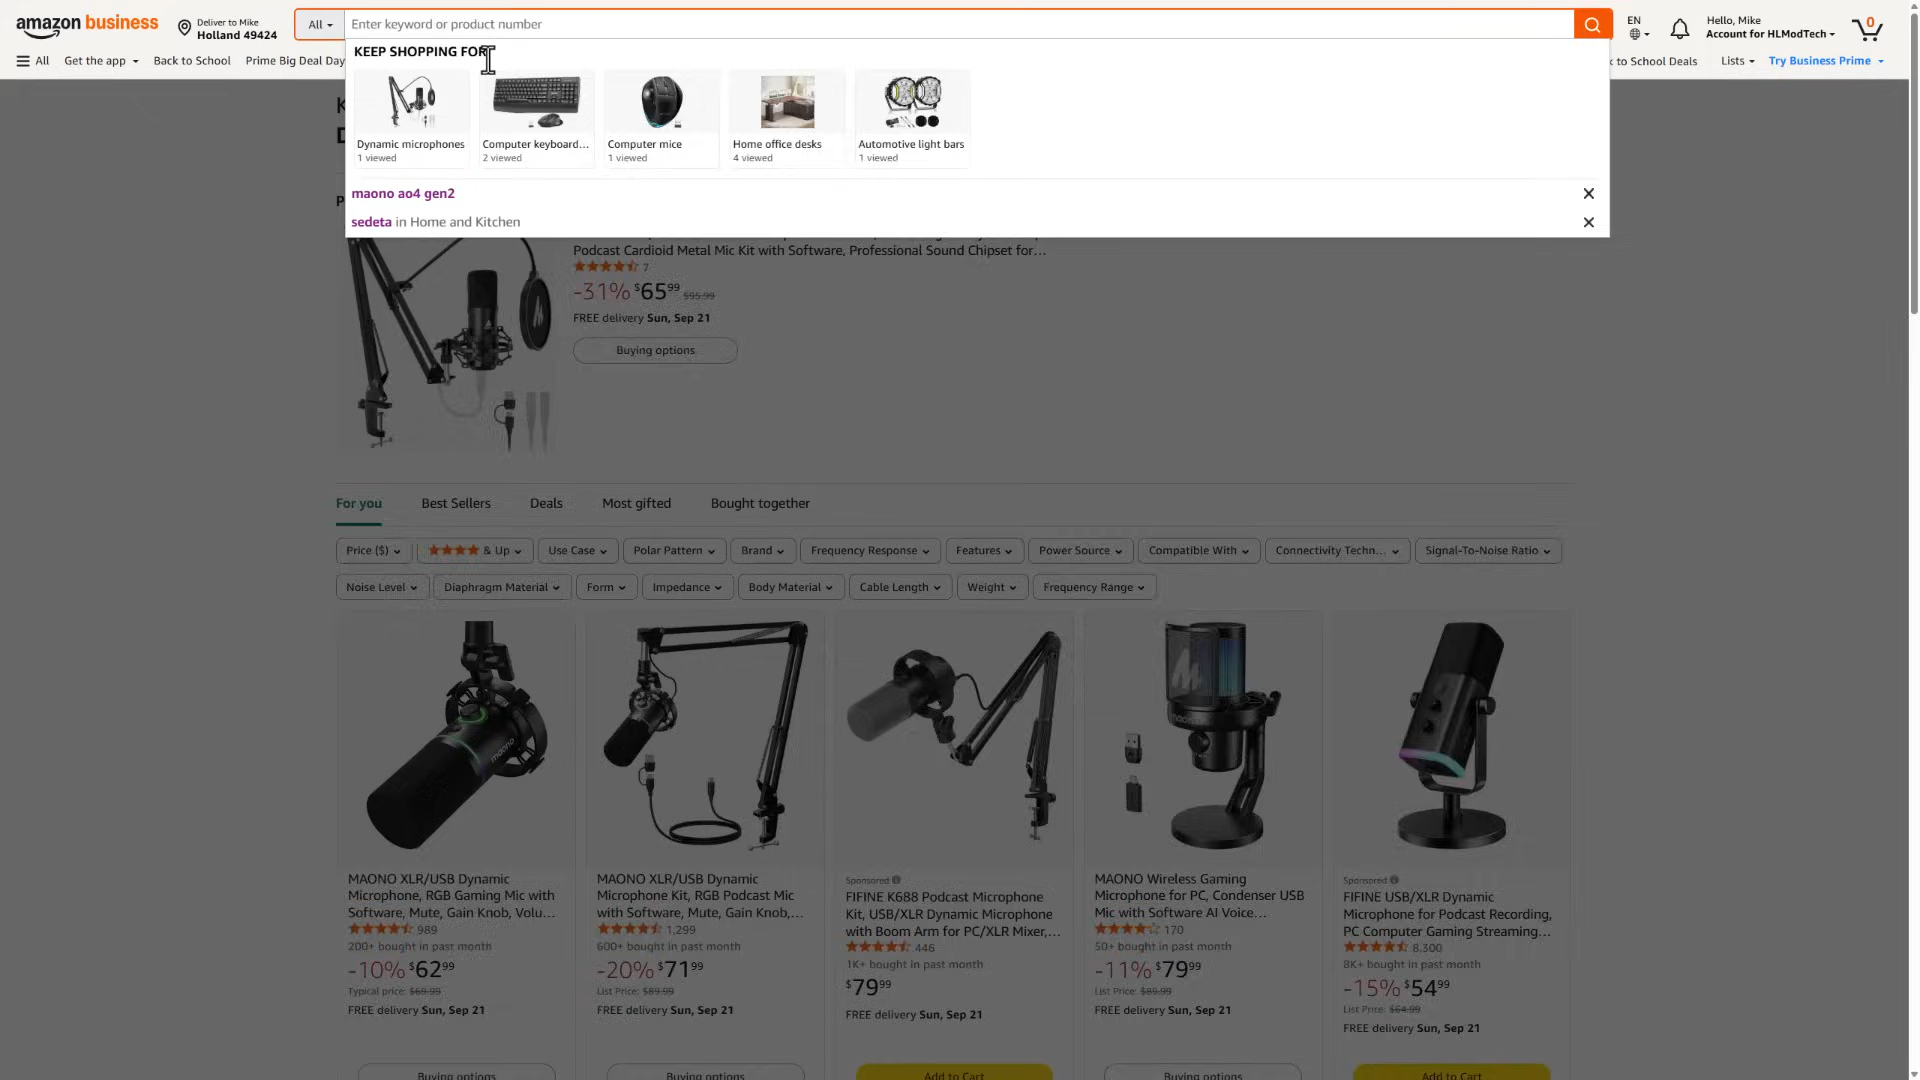 amazon business
Deliver to Mike
Holland 49424
All
Enter keyword or product number
EN
Hello, Mike
Account for HLModTech
0
All
Get the app
Back to School
Prime Big Deal Day
k to School Deals
Lists
Try Business Prime
KEEP SHOPPING FOR
Dynamic microphones
1 viewed
Computer keyboard...
2 viewed
Computer mice
1 viewed
Home office desks
4 viewed
Automotive light bars
1 viewed
maono ao4 gen2
sedeta in Home and Kitchen
Podcast Cardioid Metal Mic Kit with Software, Professional Sound Chipset for...
7
-31% $65.99 $95.99
FREE delivery Sun, Sep 21
Buying options
For you
Best Sellers
Deals
Most gifted
Bought together
Price ($)
& Up
Use Case
Polar Pattern
Brand
Frequency Response
Features
Power Source
Compatible With
Connectivity Techn...
Signal-To-Noise Ratio
Noise Level
Diaphragm Material
Form
Impedance
Body Material
Cable Length
Weight
Frequency Range
MAONO XLR/USB Dynamic
Microphone, RGB Gaming Mic with
Software, Mute, Gain Knob, Volu...
989
200+ bought in past month
-10% $62.99
Typical price: $69.99
FREE delivery Sun, Sep 21
Buying options
MAONO XLR/USB Dynamic
Microphone Kit, RGB Podcast Mic
with Software, Mute, Gain Knob,...
1,299
600+ bought in past month
-20% $71.99
List Price: $89.99
FREE delivery Sun, Sep 21
Buying options
Sponsored
FIFINE K688 Podcast Microphone
Kit, USB/XLR Dynamic Microphone
with Boom Arm for PC/XLR Mixer,...
446
1K+ bought in past month
$79.99
FREE delivery Sun, Sep 21
Add to Cart
MAONO Wireless Gaming
Microphone for PC, Condenser USB
Mic with Software AI Voice...
170
50+ bought in past month
-11% $79.99
List Price: $89.99
FREE delivery Sun, Sep 21
Buying options
Sponsored
FIFINE USB/XLR Dynamic
Microphone for Podcast Recording,
PC Computer Gaming Streaming...
8,300
8K+ bought in past month
-15% $54.99
List Price: $64.99
FREE delivery Sun, Sep 21
Add to Cart